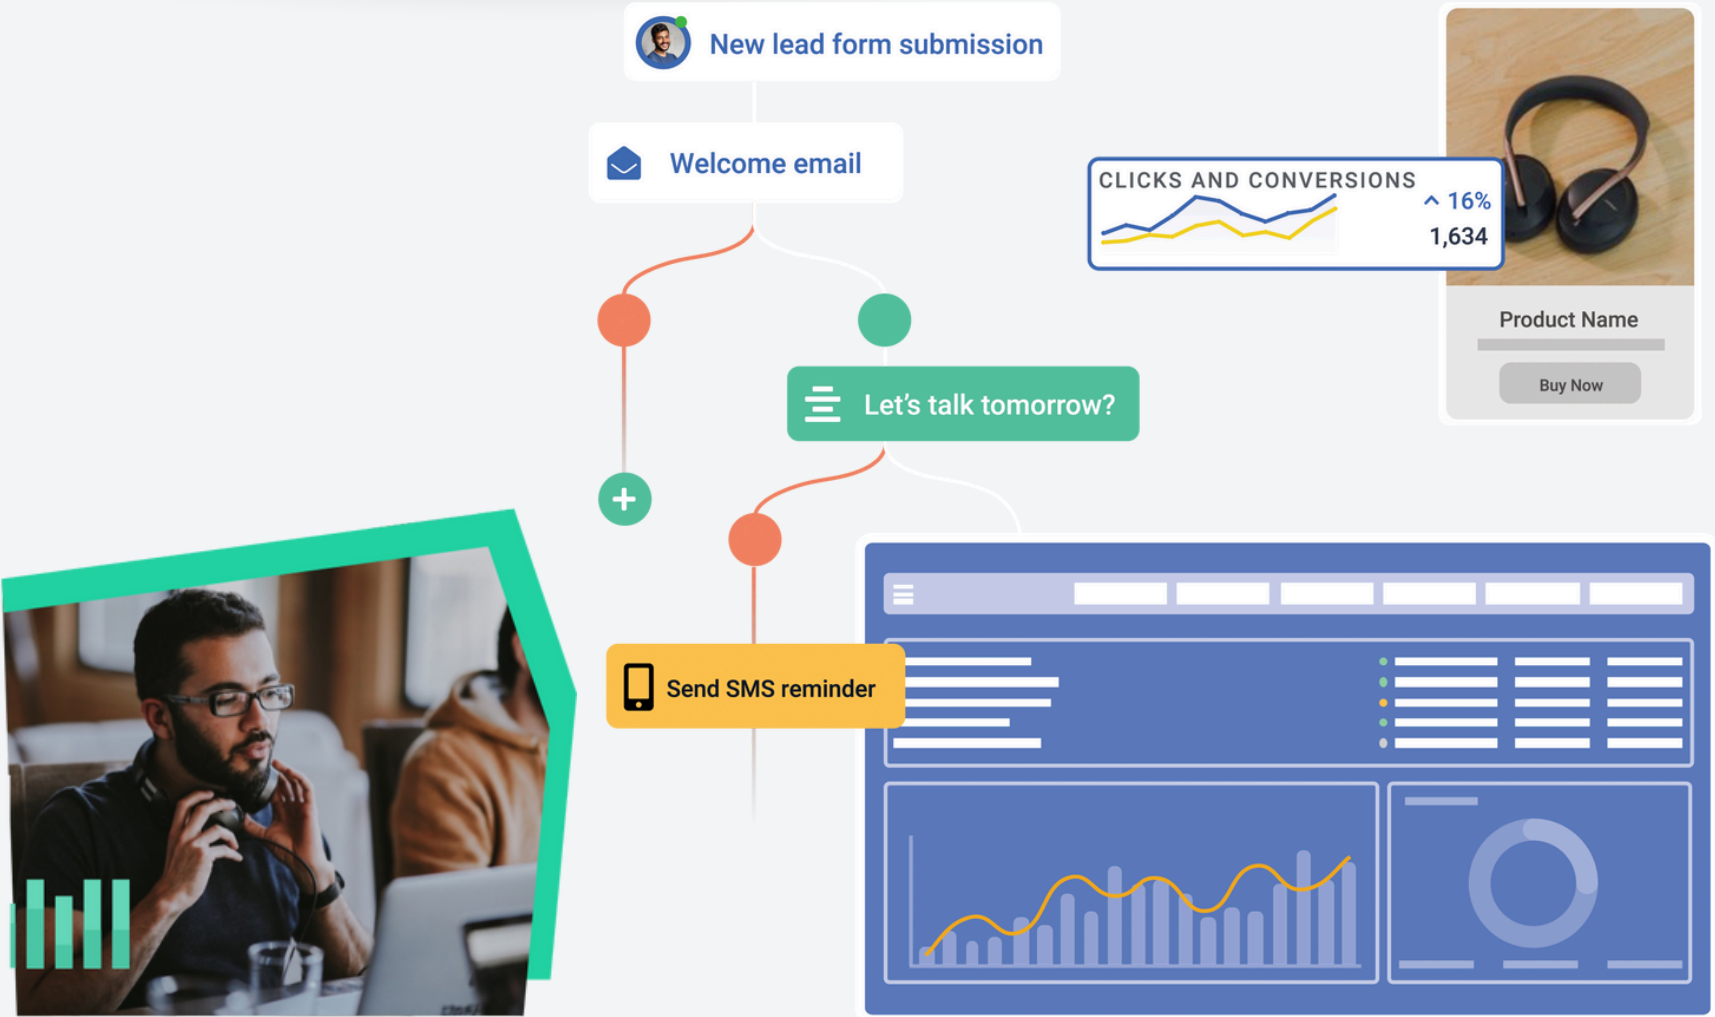 New lead form submission
Welcome email
CLICKS AND CONVERSIONS
16%
1,634
Product Name
Buy Now
Let's talk tomorrow?
Send SMS reminder